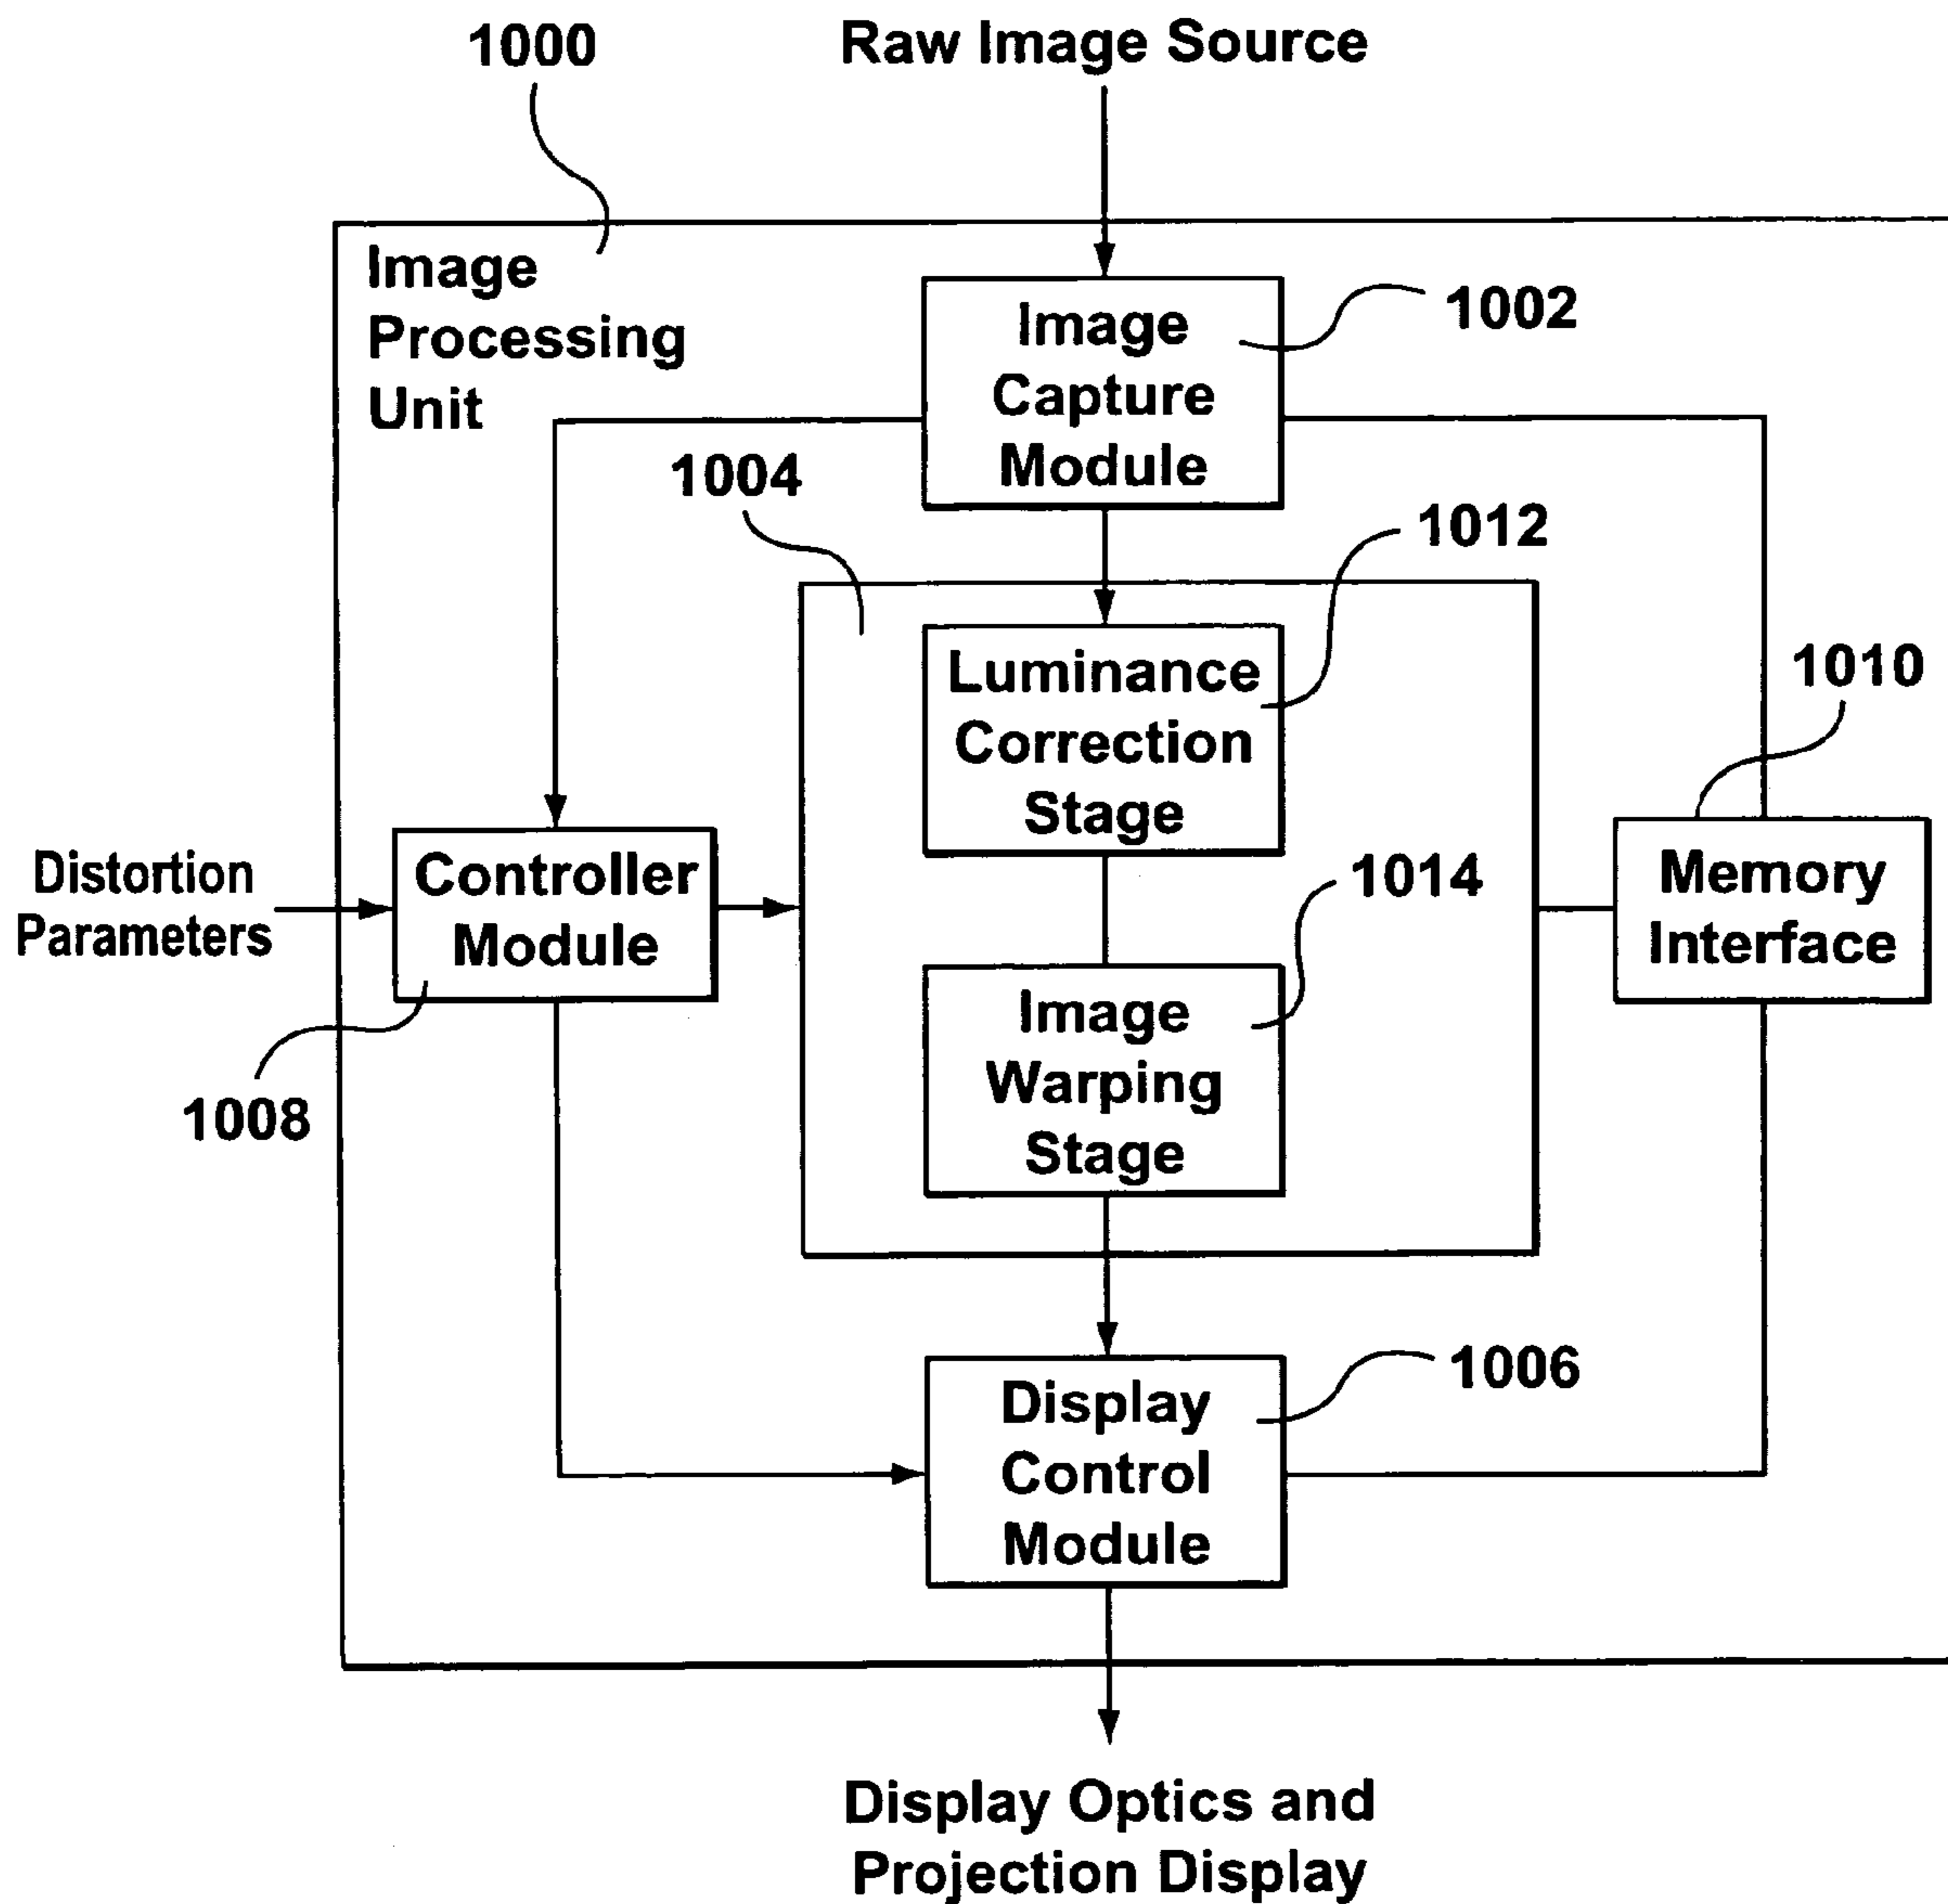 1000
Raw Image Source
Image
Processing
Unit
Image
Capture
Module
1002
1004
1012
Luminance
Correction
Stage
1010
Distortion
Parameters
Controller
Module
1014
Memory
Interface
Image
Warping
Stage
1008
Display
Control
Module
1006
Display Optics and
Projection Display